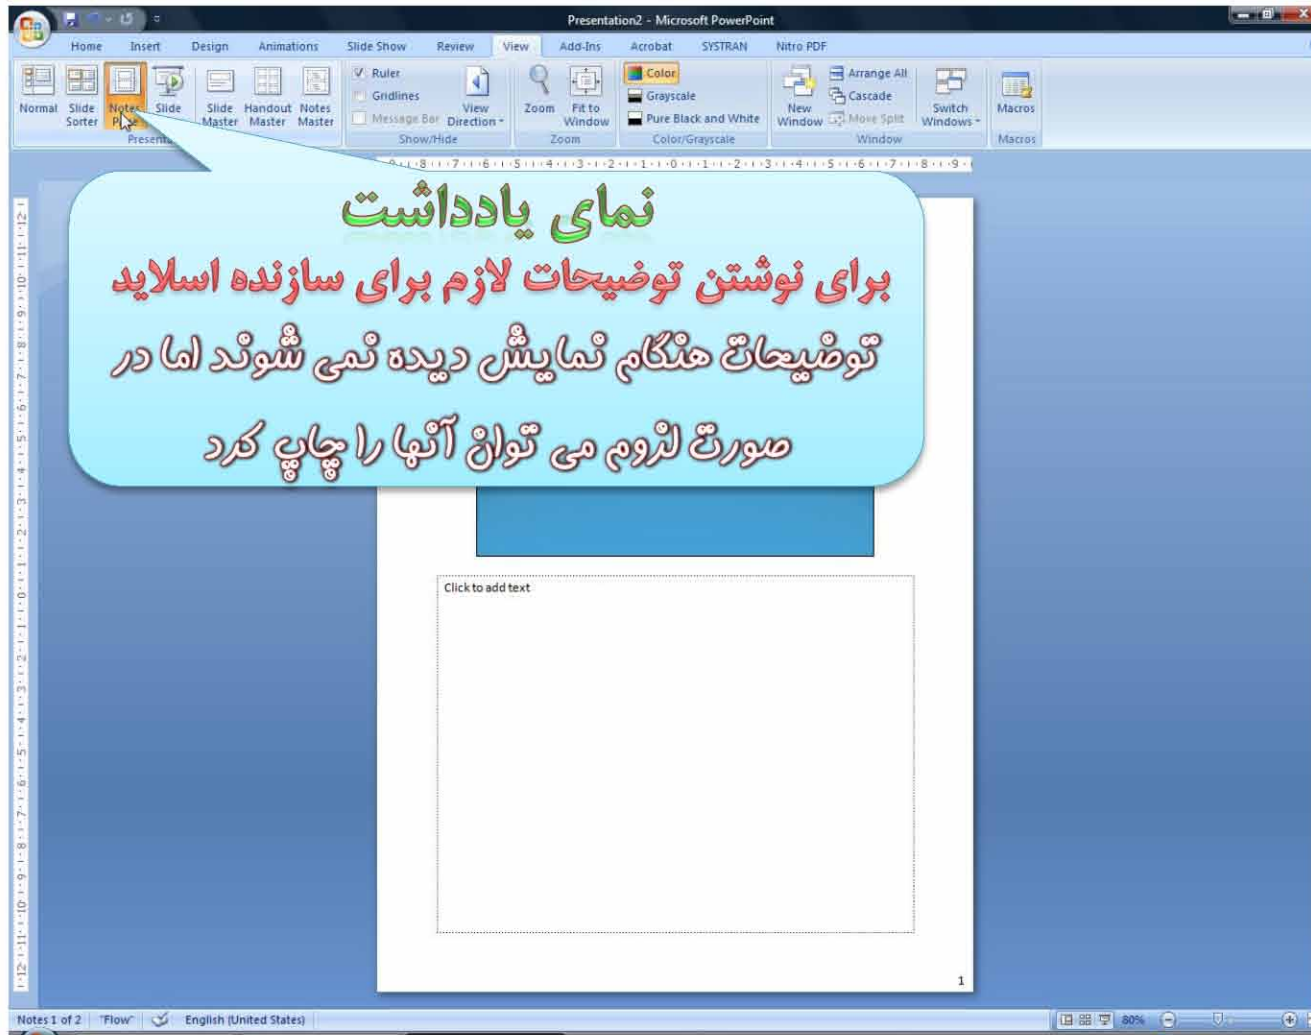 Presentation2 - Microsoft PowerPoint
Home Insert Design Animations Slide Show Review View Add-Ins Acrobat SYSTRAN Nitro PDF
Normal
Slide Sorter
Notes
Slide
Slide Master
Handout Master
Notes Master
Ruler
Gridlines
Message Bar
View Direction
Show/Hide
Zoom
Fit to Window
Zoom
Color
Grayscale
Pure Black and White
Color/Grayscale
New Window
Arrange All
Cascade
Move Split
Switch Windows
Window
Macros
Macros
نمای یادداشت
برای نوشتن توضیحات لازم برای سازنده اسلاید
توضیحات هنگام نمایش دیده نمی شوند اما در
صورت لزوم می توان آنها را چاپ کرد
Click to add text
1
Notes 1 of 2 "Flow" English (United States) 80%